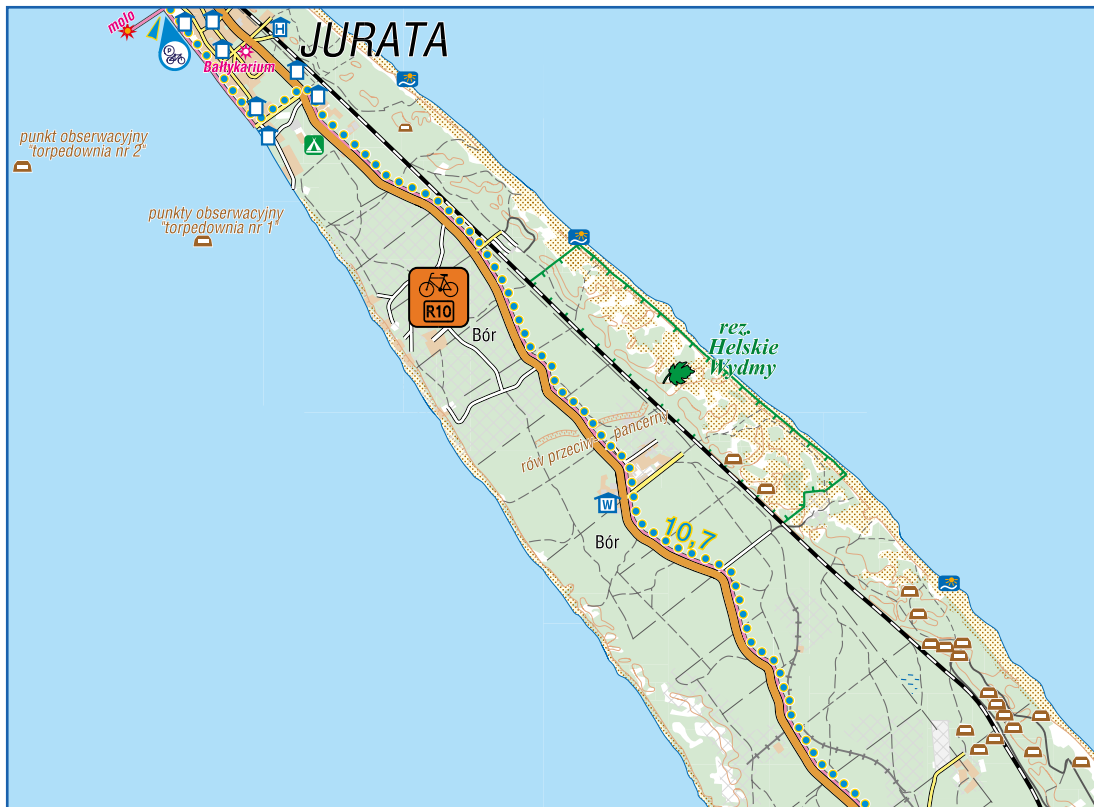 molo
P
H
JURATA
Bałtykarium
punkt obserwacyjny
"torpedownia nr 2"
punkty obserwacyjny
"torpedownia nr 1"
R10
Bór
rez.
Helskie
Wydmy
rów przeciw - pancerny
W
Bór
10,7